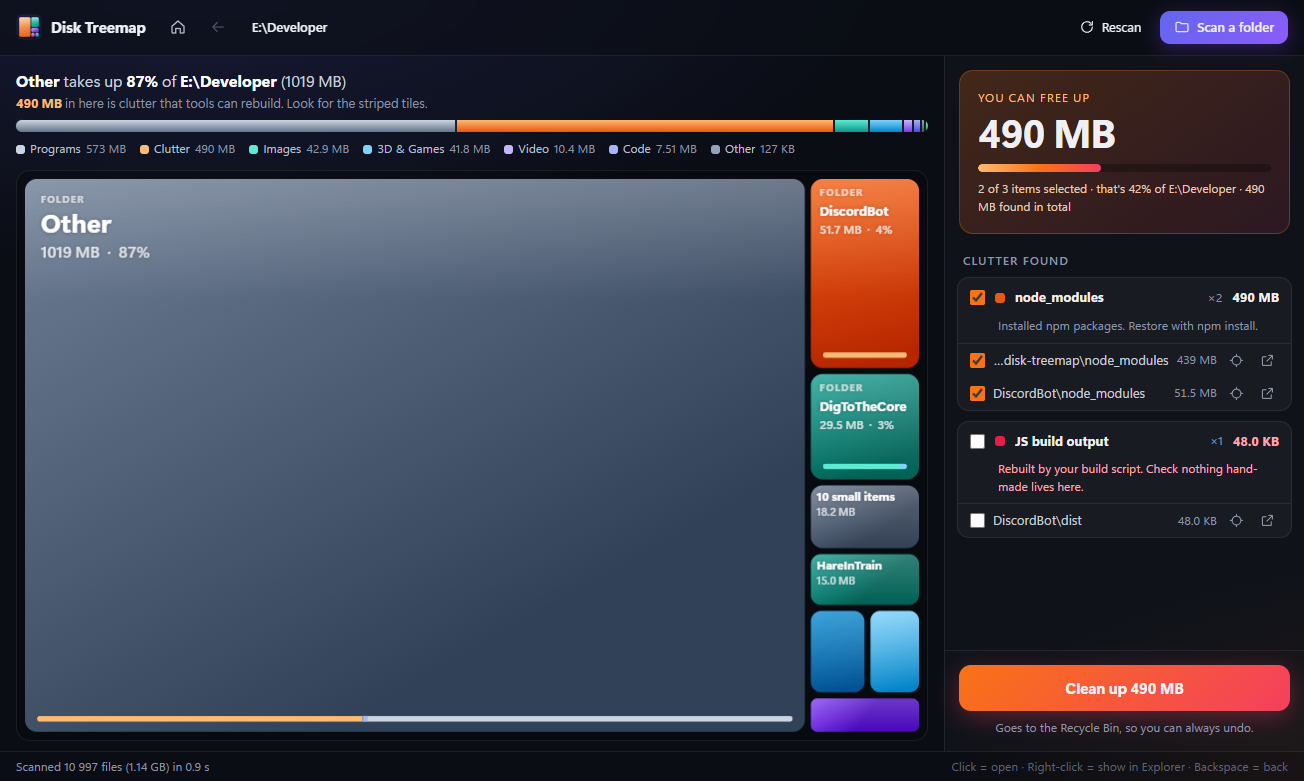 Disk Treemap
E:\Developer
Rescan
Scan a folder
Other takes up 87% of E:\Developer (1019 MB)
490 MB in here is clutter that tools can rebuild. Look for the striped tiles.
Programs 573 MB
Clutter 490 MB
Images 42.9 MB
3D & Games 41.8 MB
Video 10.4 MB
Code 7.51 MB
Other 127 KB
FOLDER
Other
1019 MB · 87%
FOLDER
DiscordBot
51.7 MB · 4%
FOLDER
DigToTheCore
29.5 MB · 3%
10 small items
18.2 MB
HareInTrain
15.0 MB
YOU CAN FREE UP
490 MB
2 of 3 items selected · that's 42% of E:\Developer · 490
MB found in total
CLUTTER FOUND
node_modules ×2 490 MB
Installed npm packages. Restore with npm install.
...disk-treemap\node_modules 439 MB
DiscordBot\node_modules 51.5 MB
JS build output ×1 48.0 KB
Rebuilt by your build script. Check nothing hand-
made lives here.
DiscordBot\dist 48.0 KB
Clean up 490 MB
Goes to the Recycle Bin, so you can always undo.
Scanned 10 997 files (1.14 GB) in 0.9 s
Click = open · Right-click = show in Explorer · Backspace = back